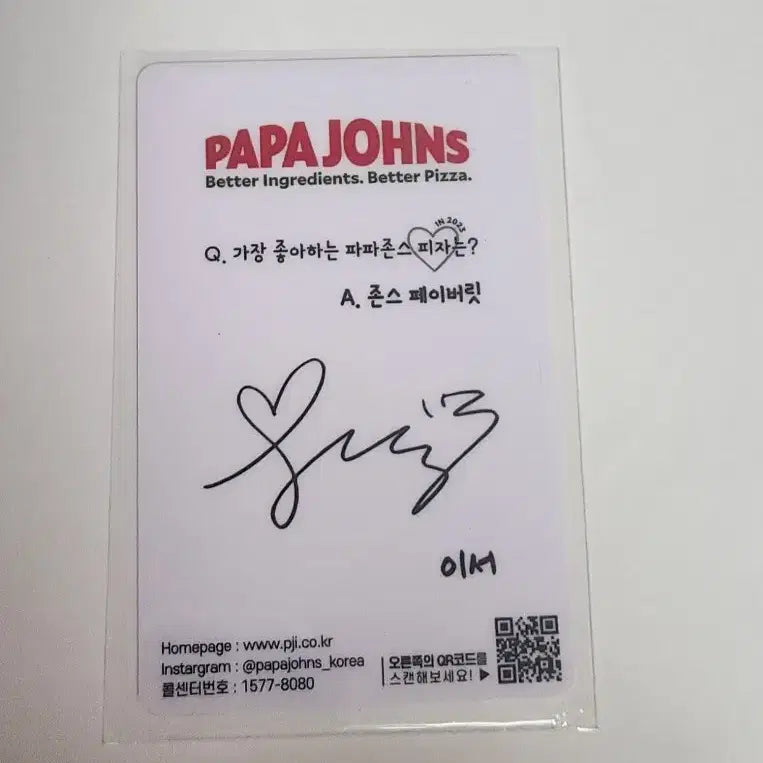 PAPA JOHNS
Better Ingredients. Better Pizza.
IN 2023
Q. 가장 좋아하는 파파존스 피자는?
A. 존스 페이버릿
이서
Homepage : www.pji.co.kr
Instargram : @papajohns_korea
콜센터번호 : 1577-8080
오른쪽의 QR코드를
스캔해보세요! ▶